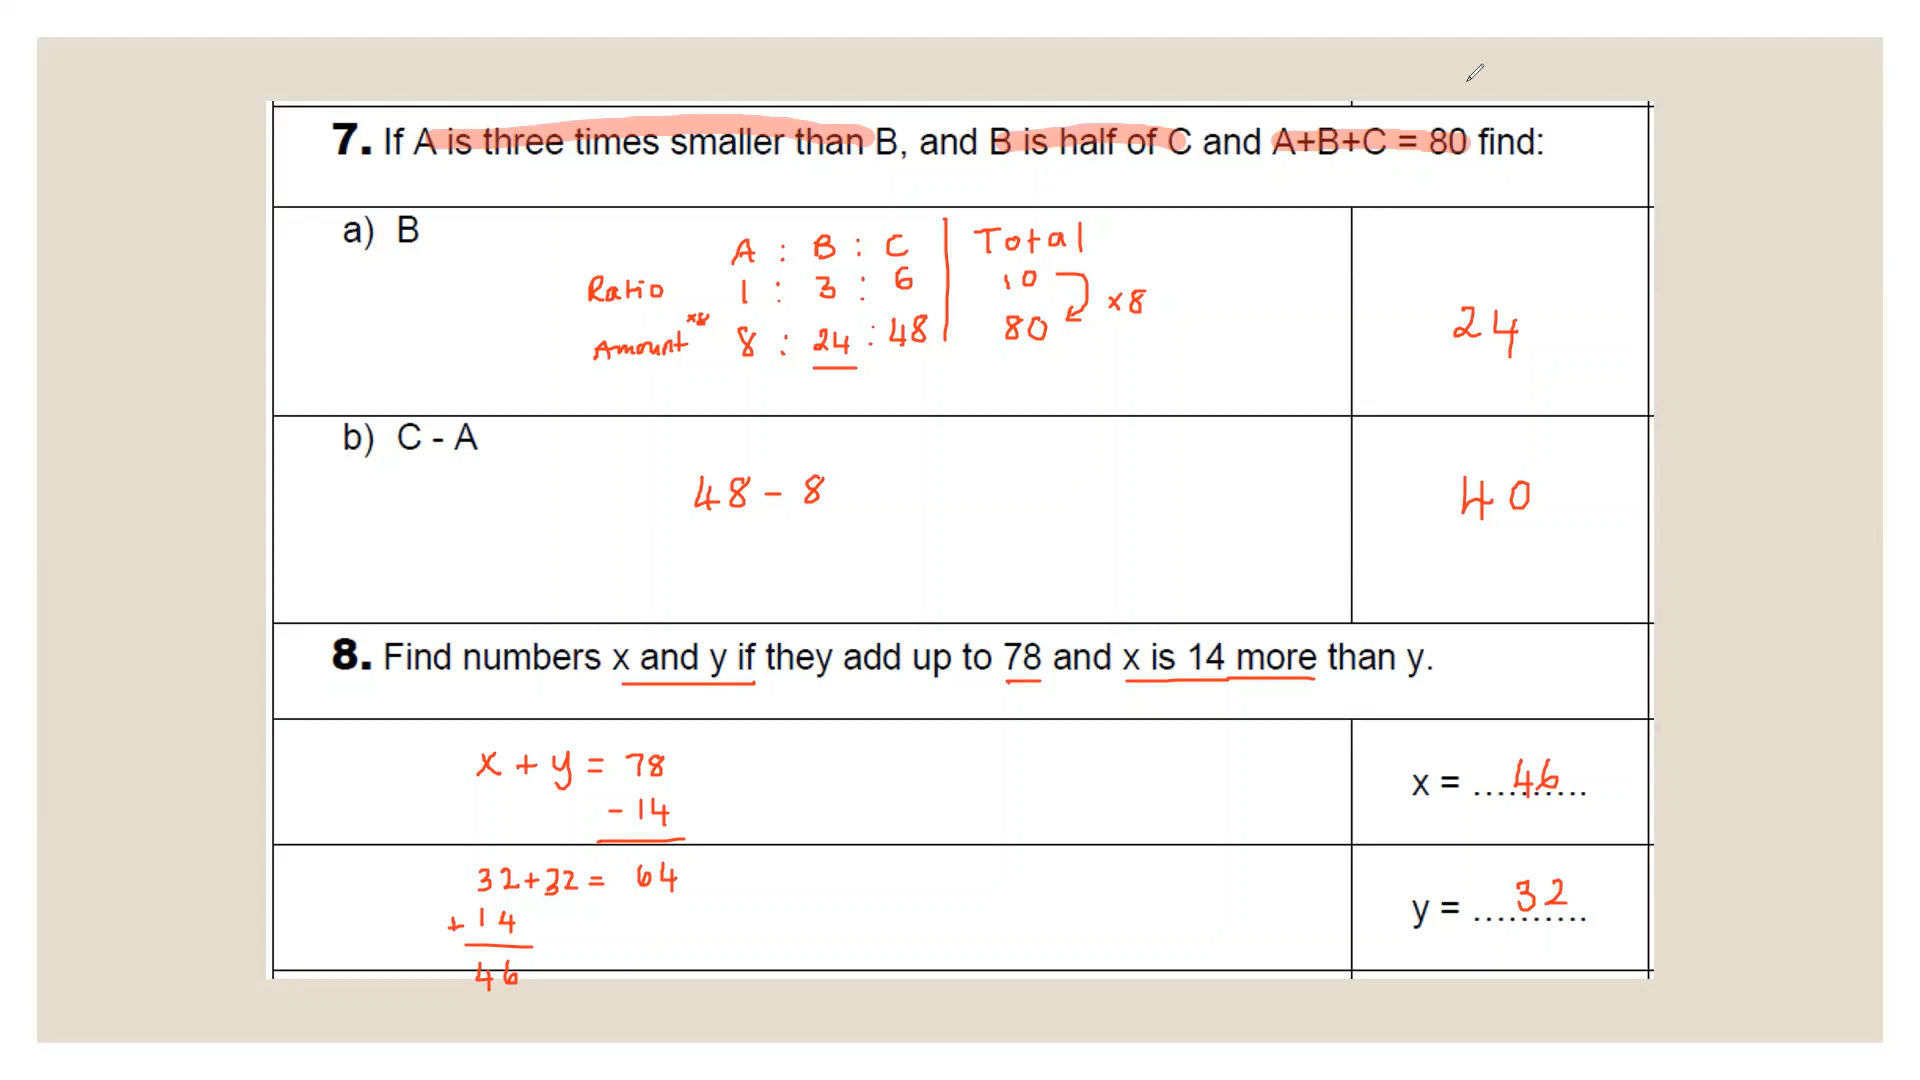 7. If A is three times smaller than B, and B is half of C and A+B+C = 80 find:
a) B
A : B : C Total
Ratio 1 : 3 : 6 10
×8
Amount ×8 8 : 24 : 48 80
24
b) C - A
48 - 8
40
8. Find numbers x and y if they add up to 78 and x is 14 more than y.
x + y = 78
- 14
x = ....46....
32+32 = 64
+14
46
y = ....32....